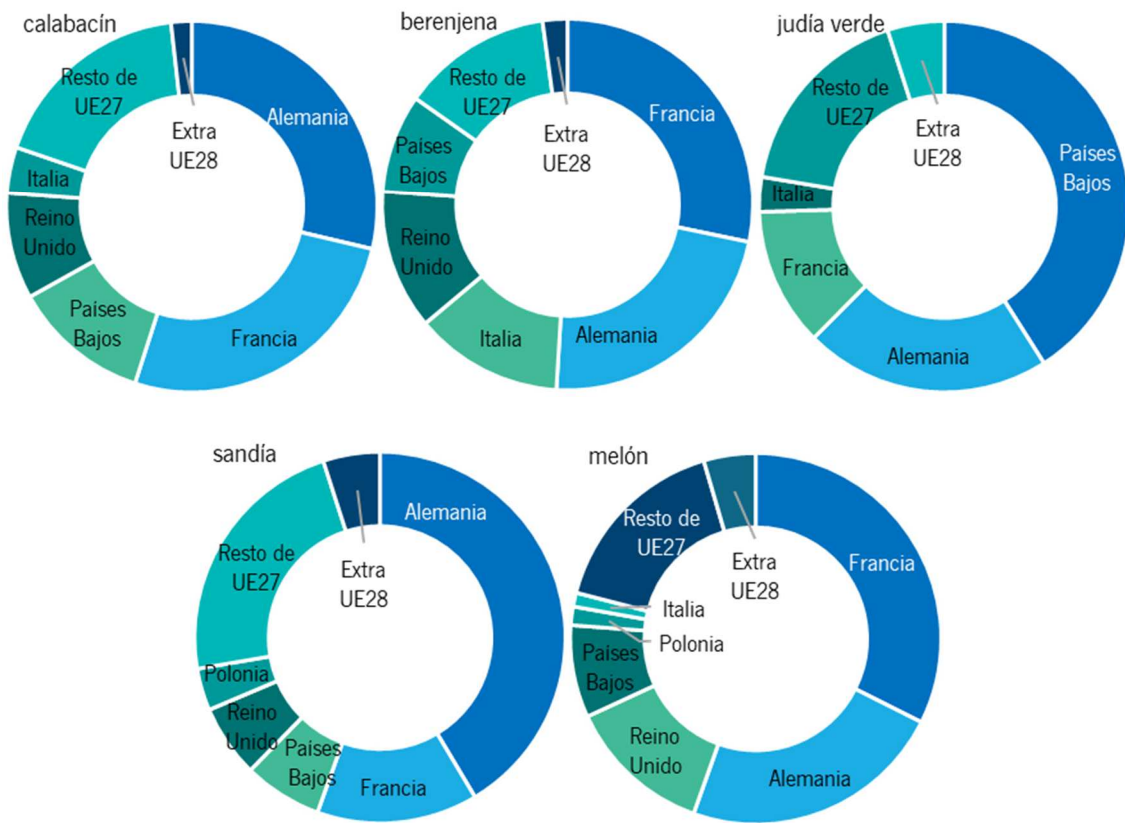 calabacín
Resto de
UE27
Alemania
Extra
UE28
Italia
Reino
Unido
Países
Bajos
Francia
berenjena
Resto de
UE27
Francia
Extra
UE28
Países
Bajos
Reino
Unido
Italia
Alemania
judía verde
Resto de
UE27
Extra
UE28
Países
Bajos
Italia
Francia
Alemania
sandía
Alemania
Resto de
UE27
Extra
UE28
Polonia
Reino
Unido
Países
Bajos
Francia
melón
Resto de
UE27
Extra
UE28
Francia
Italia
Polonia
Países
Bajos
Reino
Unido
Alemania